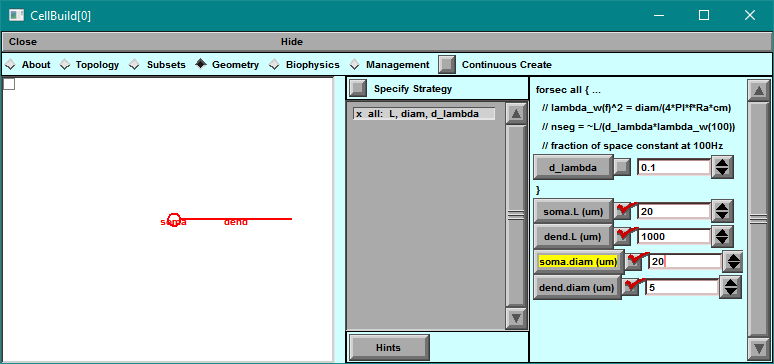 CellBuild[0]
Close Hide
About Topology Subsets Geometry Biophysics Management Continuous Create
Specify Strategy
x all: L, diam, d_lambda
soma dend
Hints
forsec all { ...
// lambda_w(f)^2 = diam/(4*PI*f*Ra*cm)
// nseg = ~L/(d_lambda*lambda_w(100))
// fraction of space constant at 100Hz
d_lambda 0.1
}
soma.L (um) 20
dend.L (um) 1000
soma.diam (um) 20
dend.diam (um) 5